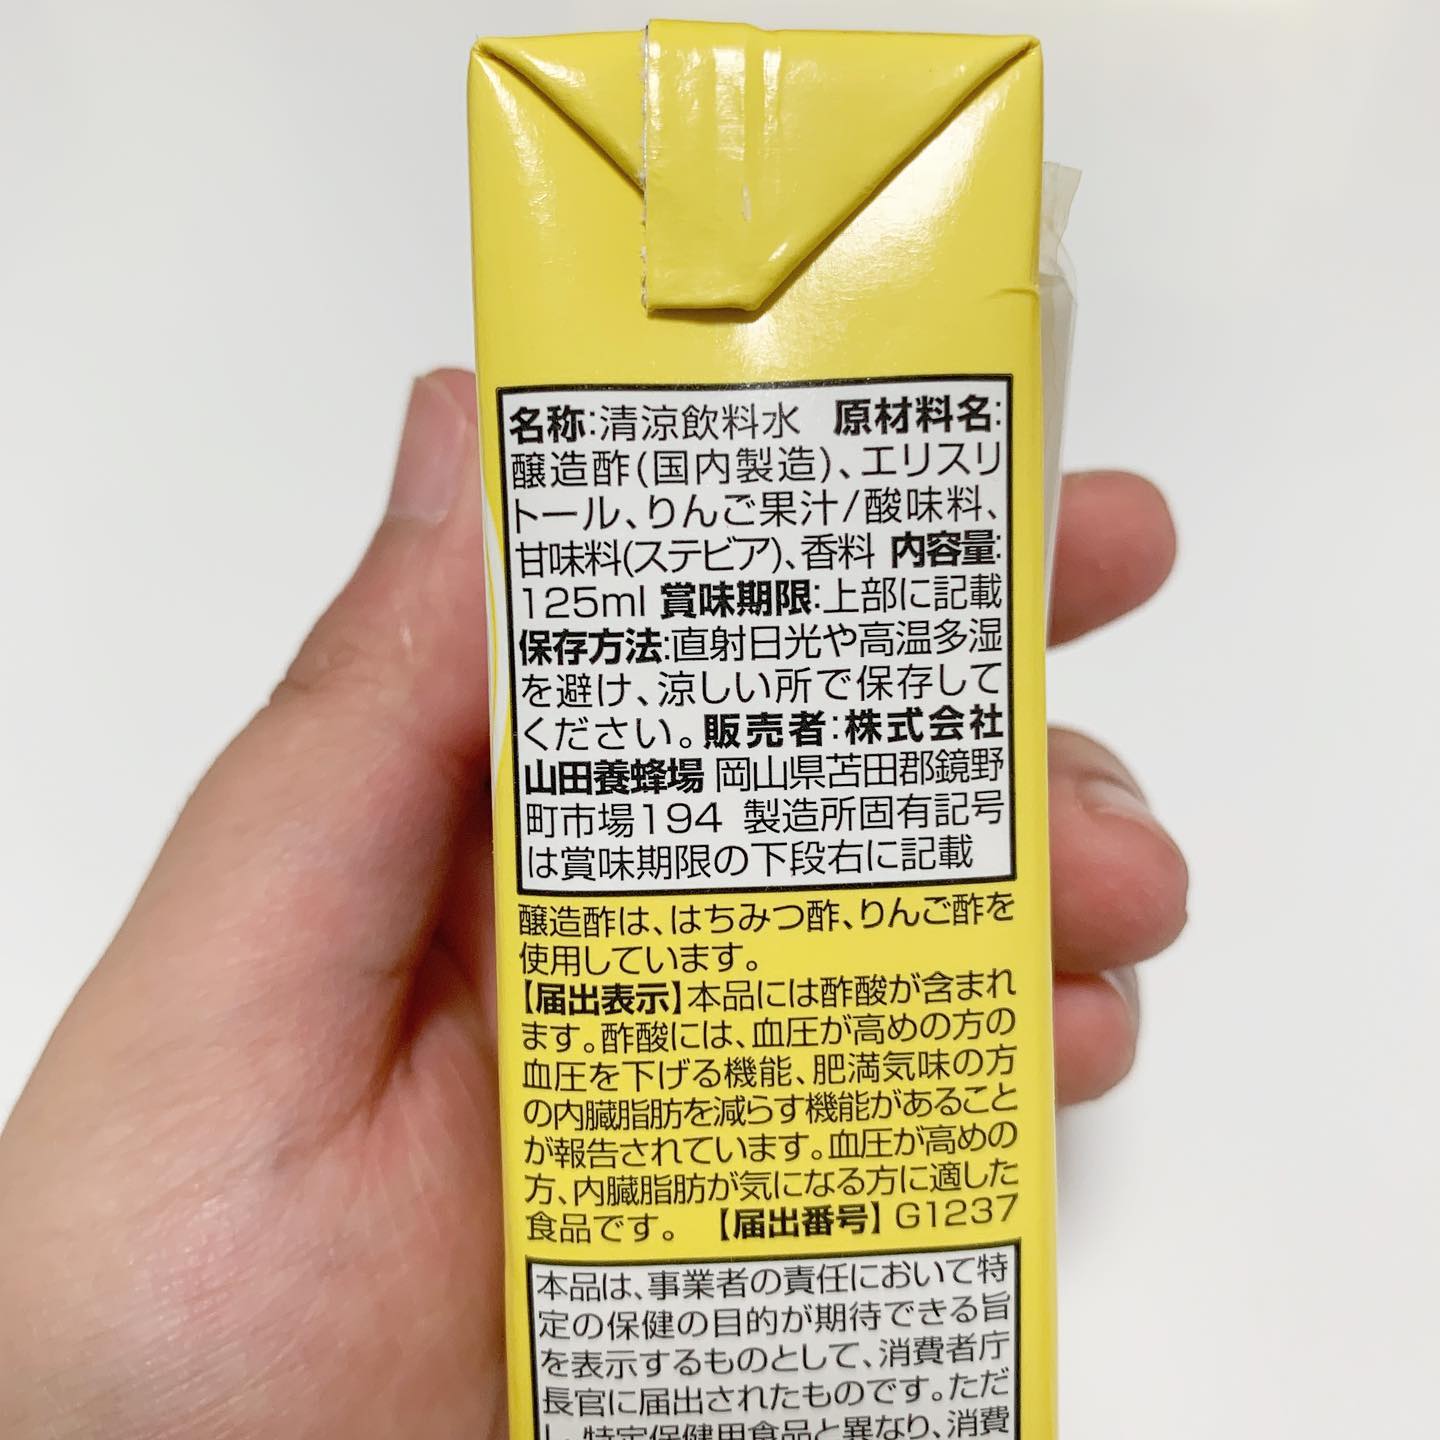 名称:清涼飲料水 原材料名:
醸造酢(国内製造)、エリスリ
トール、りんご果汁/酸味料、
甘味料(ステビア)、香料 内容量:
125ml 賞味期限:上部に記載
保存方法:直射日光や高温多湿
を避け、涼しい所で保存して
ください。販売者:株式会社
山田養蜂場 岡山県苫田郡鏡野
町市場194 製造所固有記号
は賞味期限の下段右に記載
醸造酢は、はちみつ酢、りんご酢を
使用しています。
【届出表示】本品には酢酸が含まれ
ます。酢酸には、血圧が高めの方の
血圧を下げる機能、肥満気味の方
の内臓脂肪を減らす機能があること
が報告されています。血圧が高めの
方、内臓脂肪が気になる方に適した
食品です。 【届出番号】G1237
本品は、事業者の責任において特
定の保健の目的が期待できる旨
を表示するものとして、消費者庁
長官に届出されたものです。ただ
し、特定保健用食品と異なり、消費